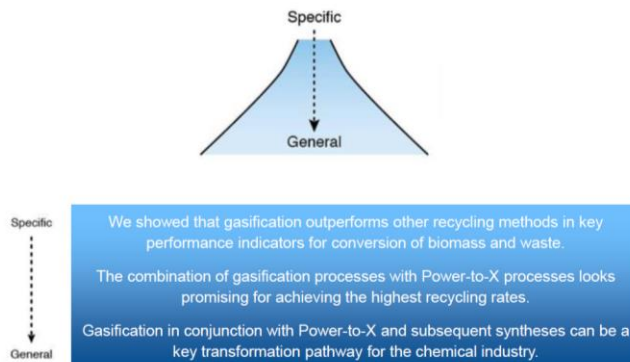 Specific
General
Specific
We showed that gasification outperforms other recycling methods in key
performance indicators for conversion of biomass and waste.
The combination of gasification processes with Power-to-X processes looks
promising for achieving the highest recycling rates.
Gasification in conjunction with Power-to-X and subsequent syntheses can be a
key transformation pathway for the chemical industry.
General